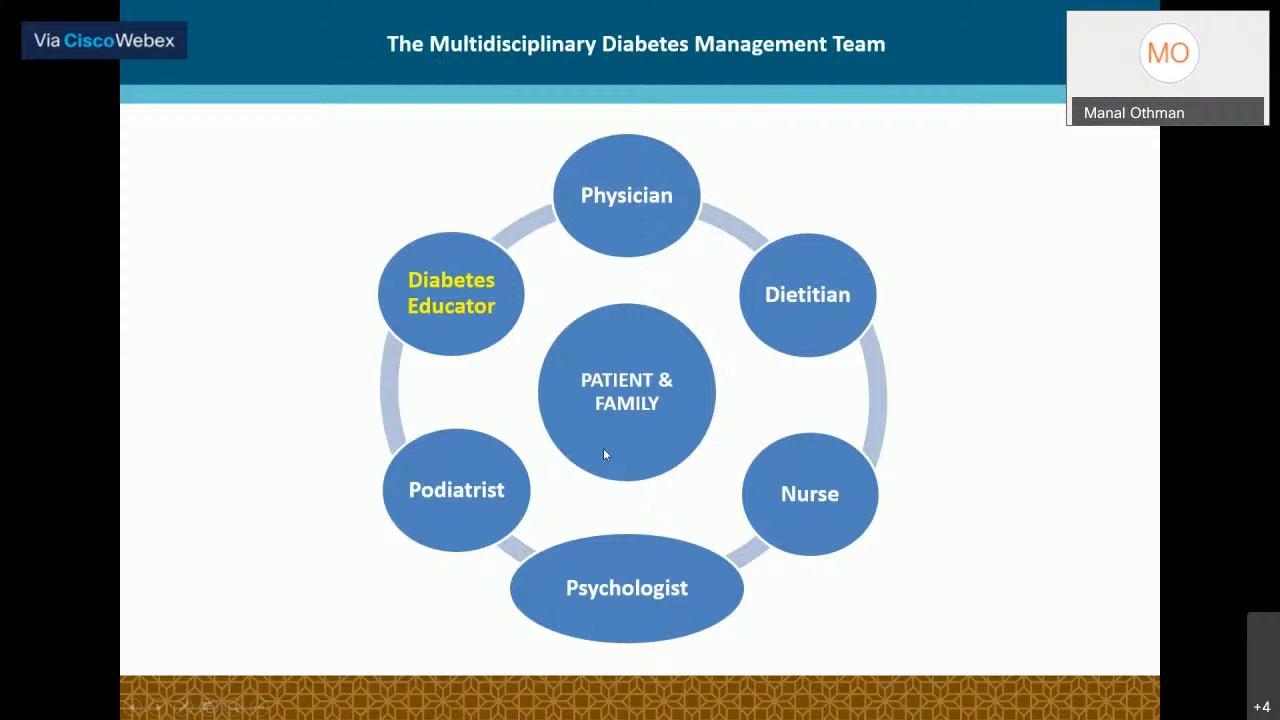 Via CiscoWebex
The Multidisciplinary Diabetes Management Team
MO
Manal Othman
Physician
Diabetes
Educator
Dietitian
PATIENT &
FAMILY
Podiatrist
Nurse
Psychologist
+4